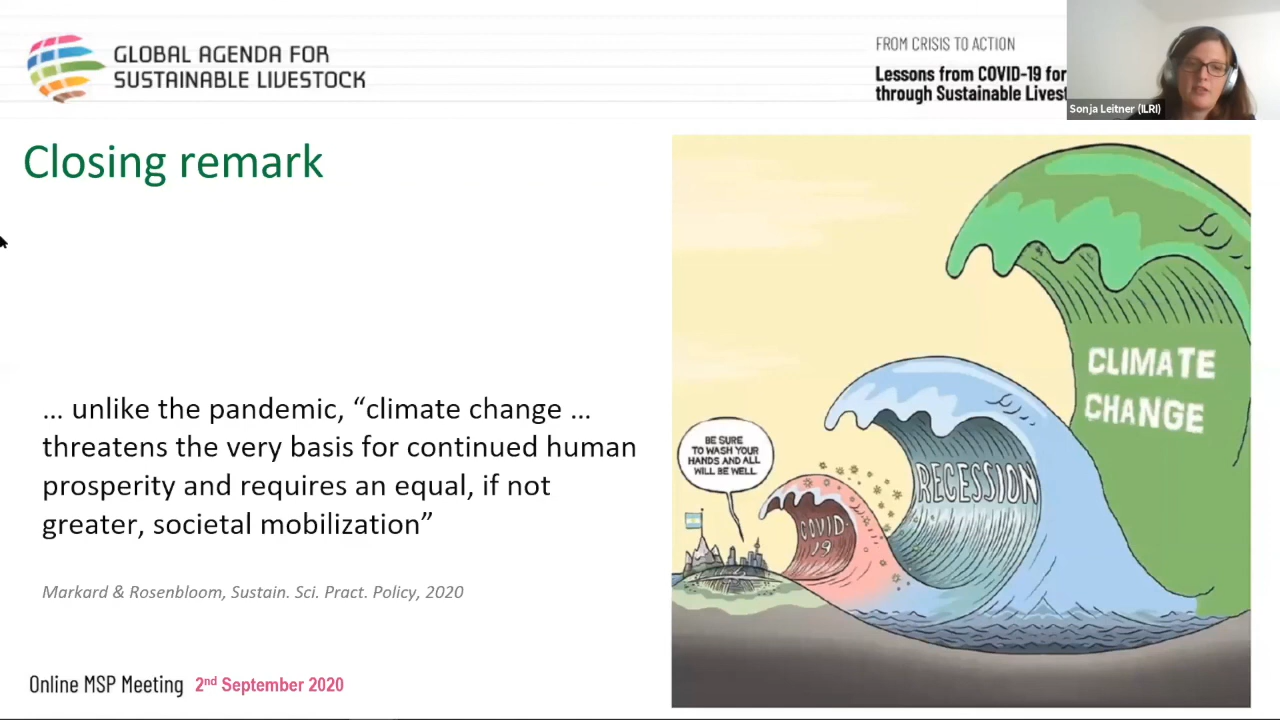 GLOBAL AGENDA FOR
SUSTAINABLE LIVESTOCK
FROM CRISIS TO ACTION
Lessons from COVID-19 for
through Sustainable Livest
Sonja Leitner (ILRI)
Closing remark
... unlike the pandemic, “climate change ...
threatens the very basis for continued human
prosperity and requires an equal, if not
greater, societal mobilization”
Markard & Rosenbloom, Sustain. Sci. Pract. Policy, 2020
CLIMATE
CHANGE
BE SURE
TO WASH YOUR
HANDS AND ALL
WILL BE WELL.
RECESSION
COVID-
19
Online MSP Meeting 2nd September 2020